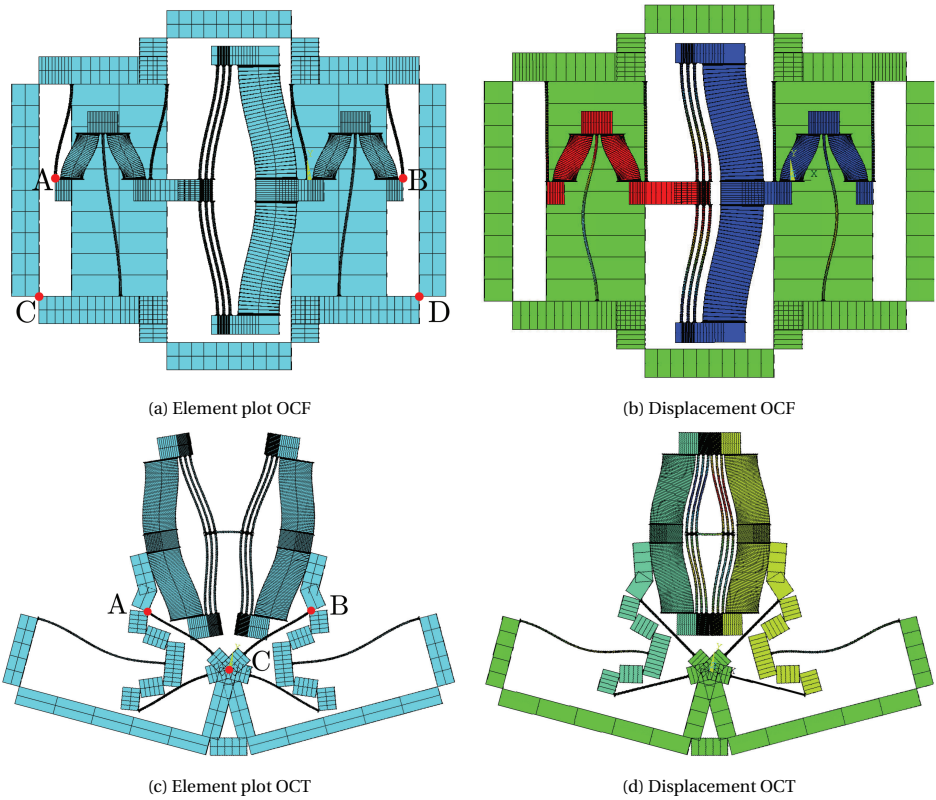 A
B
C
D
Y
X
(a) Element plot OCF
(b) Displacement OCF
A
B
C
Y
X
(c) Element plot OCT
(d) Displacement OCT